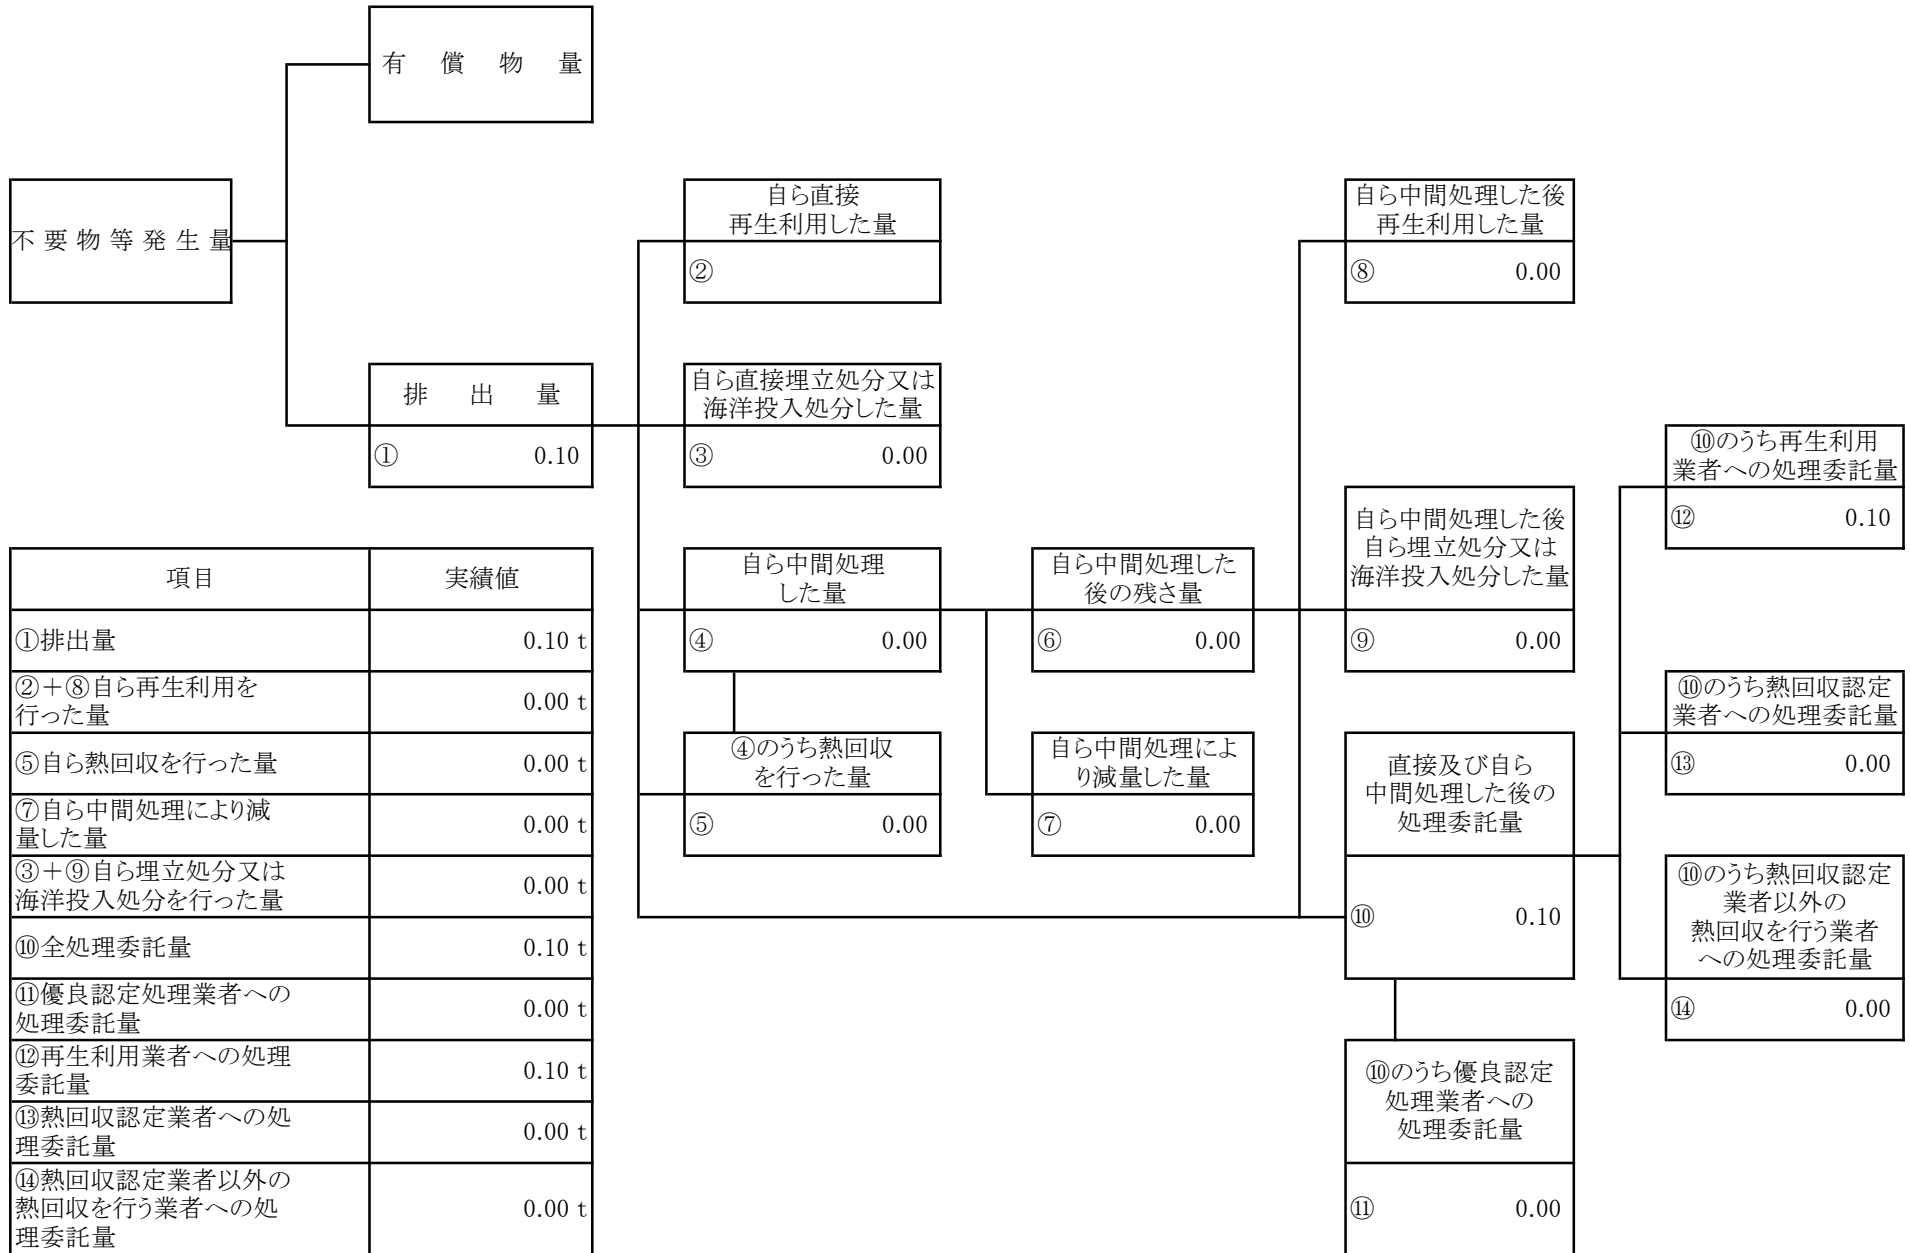 有償物量
不要物等発生量
排出量
① 0.10
自ら直接
再生利用した量
②
自ら直接埋立処分又は
海洋投入処分した量
③ 0.00
自ら中間処理
した量
④ 0.00
④のうち熱回収
を行った量
⑤ 0.00
自ら中間処理した
後の残さ量
⑥ 0.00
自ら中間処理によ
り減量した量
⑦ 0.00
自ら中間処理した後
再生利用した量
⑧ 0.00
自ら中間処理した後
自ら埋立処分又は
海洋投入処分した量
⑨ 0.00
直接及び自ら
中間処理した後の
処理委託量
⑩ 0.10
⑩のうち優良認定
処理業者への
処理委託量
⑪ 0.00
⑩のうち再生利用
業者への処理委託量
⑫ 0.10
⑩のうち熱回収認定
業者への処理委託量
⑬ 0.00
⑩のうち熱回収認定
業者以外の
熱回収を行う業者
への処理委託量
⑭ 0.00
項目 実績値
①排出量 0.10 t
②+⑧自ら再生利用を
行った量 0.00 t
⑤自ら熱回収を行った量 0.00 t
⑦自ら中間処理により減
量した量 0.00 t
③+⑨自ら埋立処分又は
海洋投入処分を行った量 0.00 t
⑩全処理委託量 0.10 t
⑪優良認定処理業者への
処理委託量 0.00 t
⑫再生利用業者への処理
委託量 0.10 t
⑬熱回収認定業者への処
理委託量 0.00 t
⑭熱回収認定業者以外の
熱回収を行う業者への処
理委託量 0.00 t